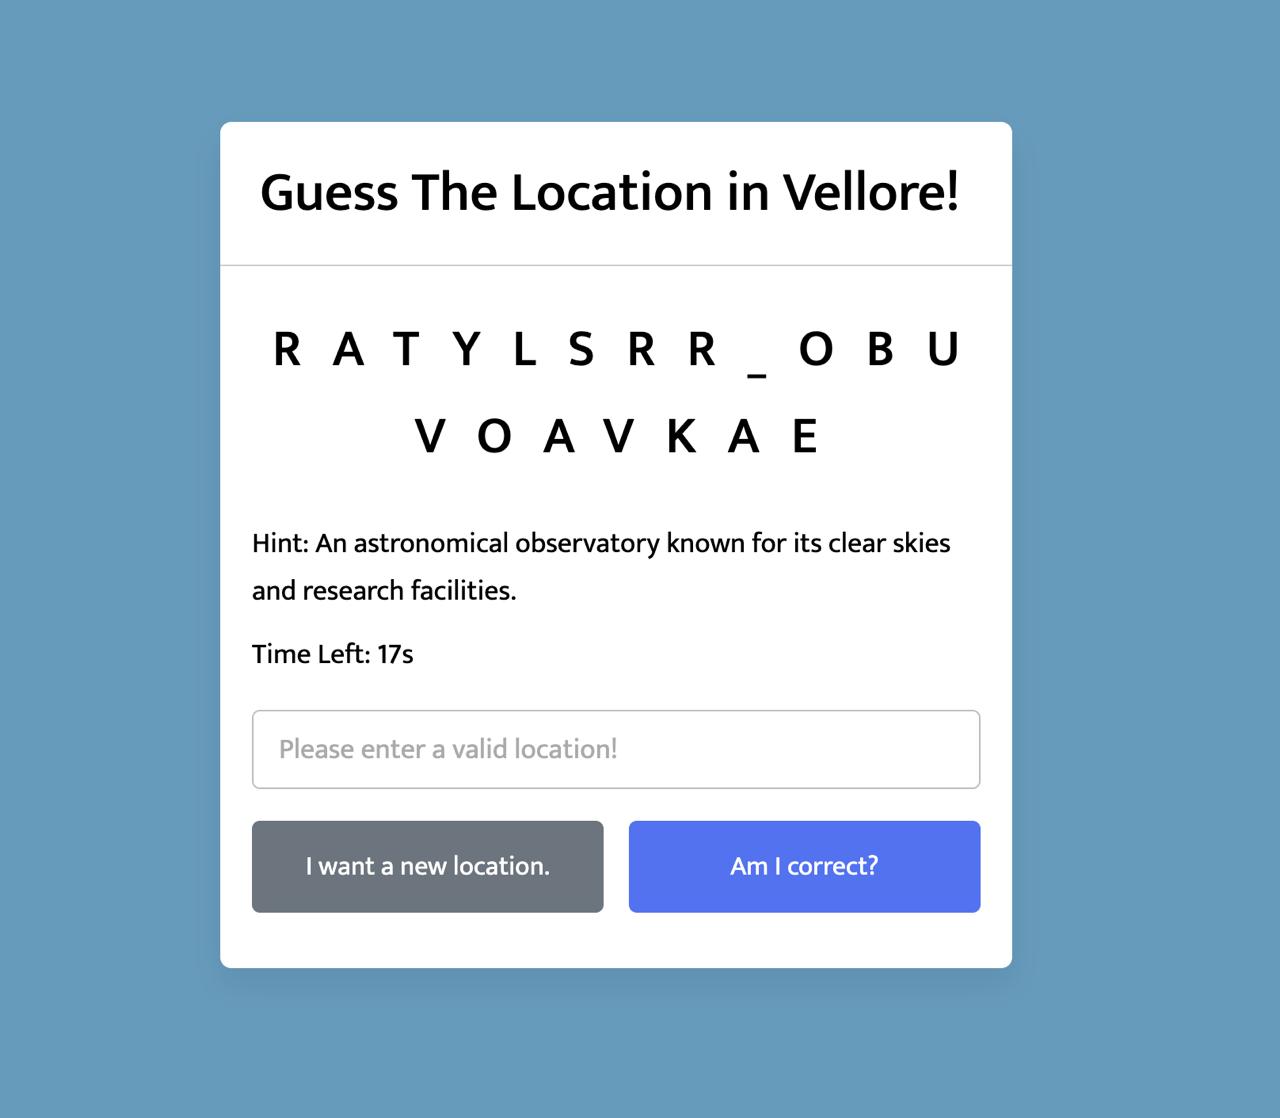 Guess The Location in Vellore!
R A T Y L S R R _ O B U
V O A V K A E
Hint: An astronomical observatory known for its clear skies
and research facilities.
Time Left: 17s
Please enter a valid location!
I want a new location.
Am I correct?